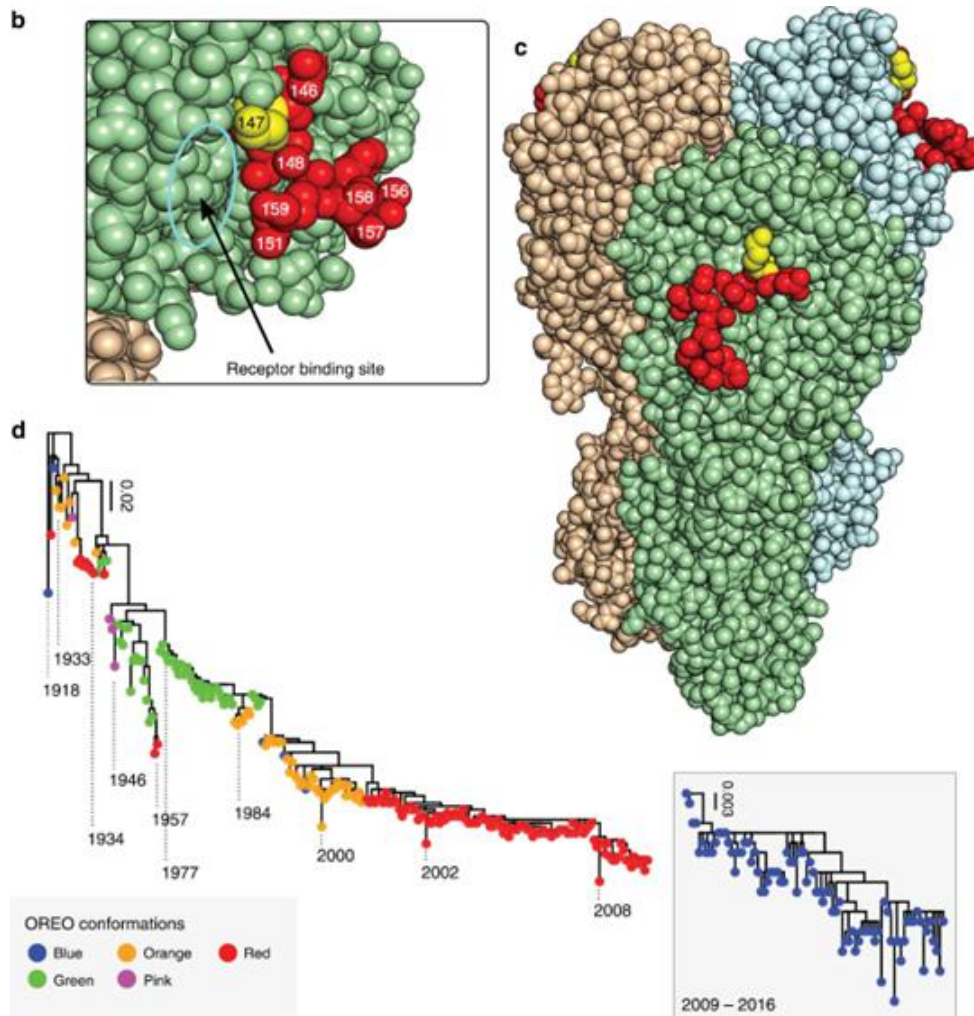 b
146
147
148
158
156
159
157
151
Receptor binding site
c
d
0.02
1933
1918
1946
1957
1984
1934
1977
2000
2002
2008
0.003
OREO conformations
Blue
Orange
Red
Green
Pink
2009 – 2016